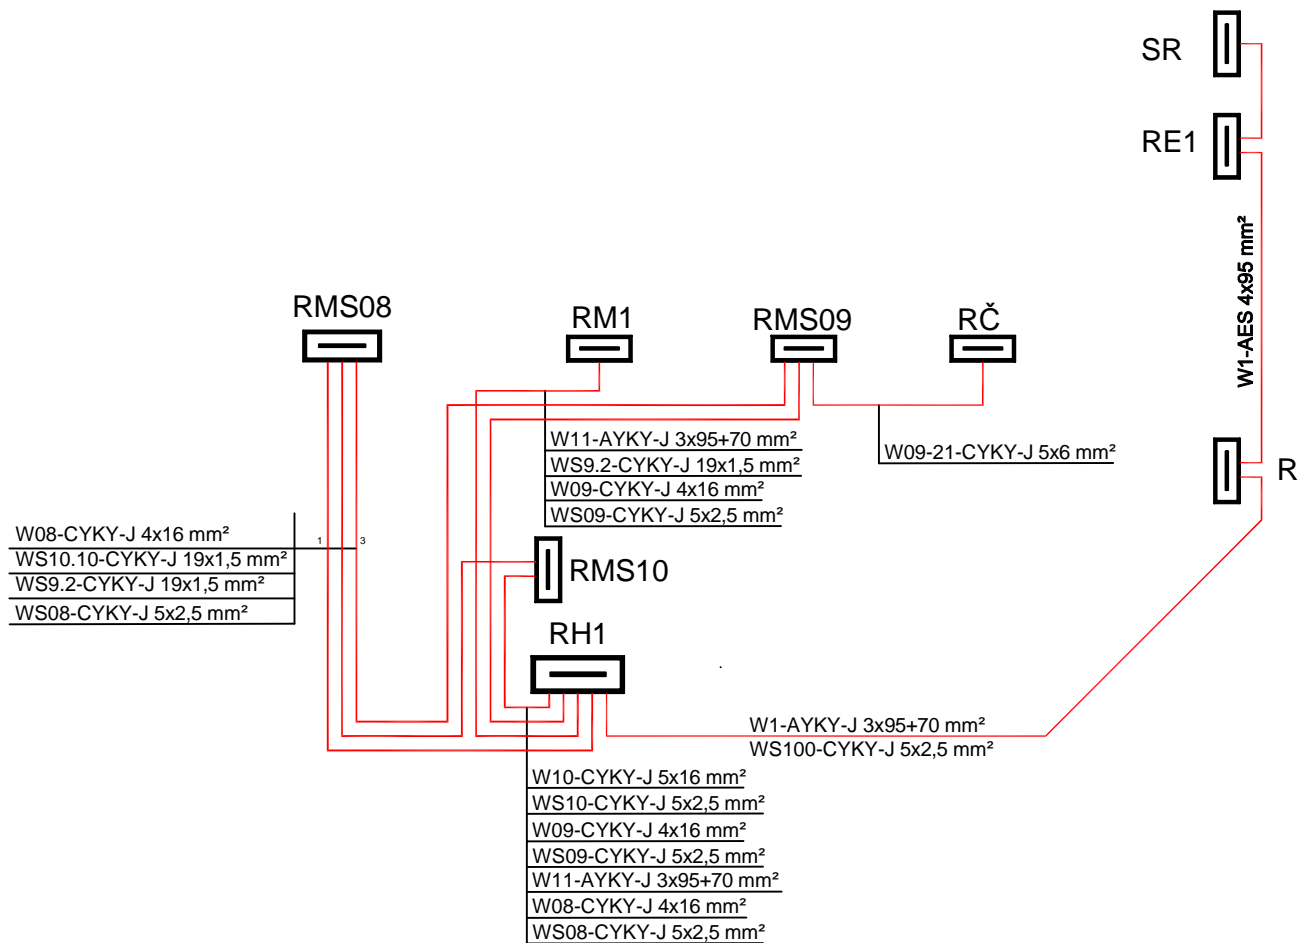 SR
RE1
W1-AES 4x95 mm²
RMS08
RM1
RMS09
RČ
W11-AYKY-J 3x95+70 mm²
WS9.2-CYKY-J 19x1,5 mm²
W09-CYKY-J 4x16 mm²
WS09-CYKY-J 5x2,5 mm²
W09-21-CYKY-J 5x6 mm²
R
W08-CYKY-J 4x16 mm²
WS10.10-CYKY-J 19x1,5 mm²
WS9.2-CYKY-J 19x1,5 mm²
WS08-CYKY-J 5x2,5 mm²
1
3
RMS10
RH1
W1-AYKY-J 3x95+70 mm²
WS100-CYKY-J 5x2,5 mm²
W10-CYKY-J 5x16 mm²
WS10-CYKY-J 5x2,5 mm²
W09-CYKY-J 4x16 mm²
WS09-CYKY-J 5x2,5 mm²
W11-AYKY-J 3x95+70 mm²
W08-CYKY-J 4x16 mm²
WS08-CYKY-J 5x2,5 mm²